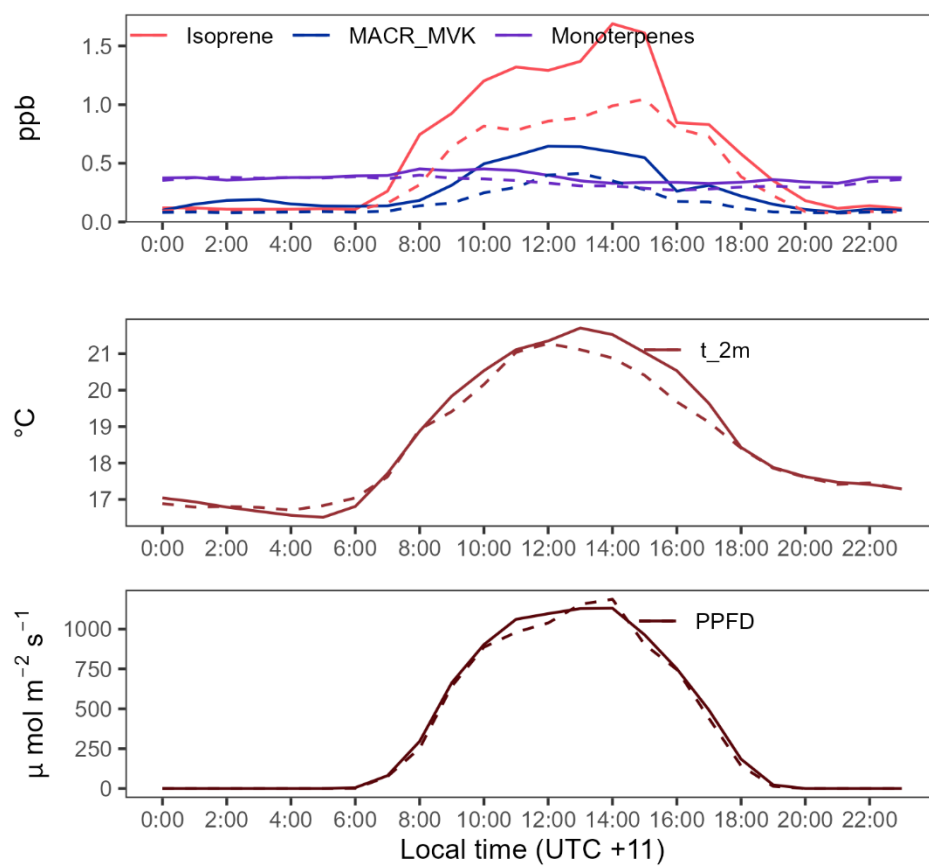 Isoprene MACR_MVK Monoterpenes
ppb
1.5
1.0
0.5
0.0
0:00 2:00 4:00 6:00 8:00 10:00 12:00 14:00 16:00 18:00 20:00 22:00
°C
t_2m
21
20
19
18
17
0:00 2:00 4:00 6:00 8:00 10:00 12:00 14:00 16:00 18:00 20:00 22:00
µ mol m⁻² s⁻¹
PPFD
1000
750
500
250
0
0:00 2:00 4:00 6:00 8:00 10:00 12:00 14:00 16:00 18:00 20:00 22:00
Local time (UTC +11)